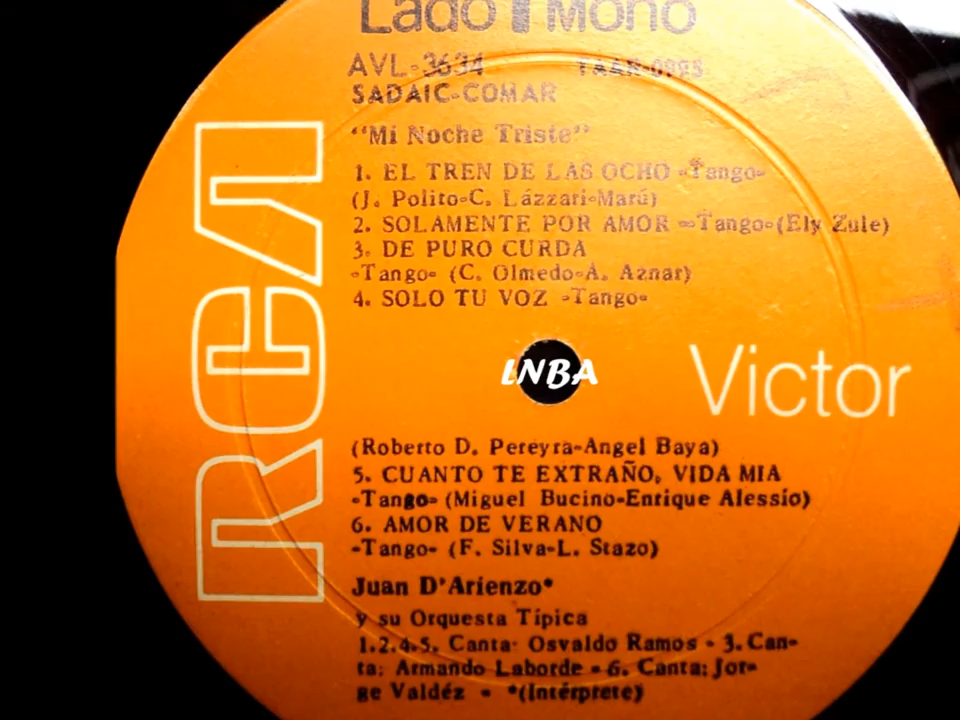 Lado 1 Mono
AVL-3634 TAAR-0995
SADAIC-COMAR
"Mi Noche Triste"
1. EL TREN DE LAS OCHO -Tango-
(J. Polito-C. Lázzari-Marú)
2. SOLAMENTE POR AMOR -Tango-(Ely Zule)
3. DE PURO CURDA
-Tango- (C. Olmedo-A. Aznar)
4. SOLO TU VOZ -Tango-
RCA
LNBA
Victor
(Roberto D. Pereyra-Angel Baya)
5. CUANTO TE EXTRAÑO, VIDA MIA
-Tango- (Miguel Bucino-Enrique Alessio)
6. AMOR DE VERANO
-Tango- (F. Silva-L. Stazo)
Juan D'Arienzo*
y su Orquesta Típica
1.2.4.5. Canta: Osvaldo Ramos - 3. Can-
ta: Armando Laborde - 6. Canta: Jor-
ge Valdéz - *(Intérprete)